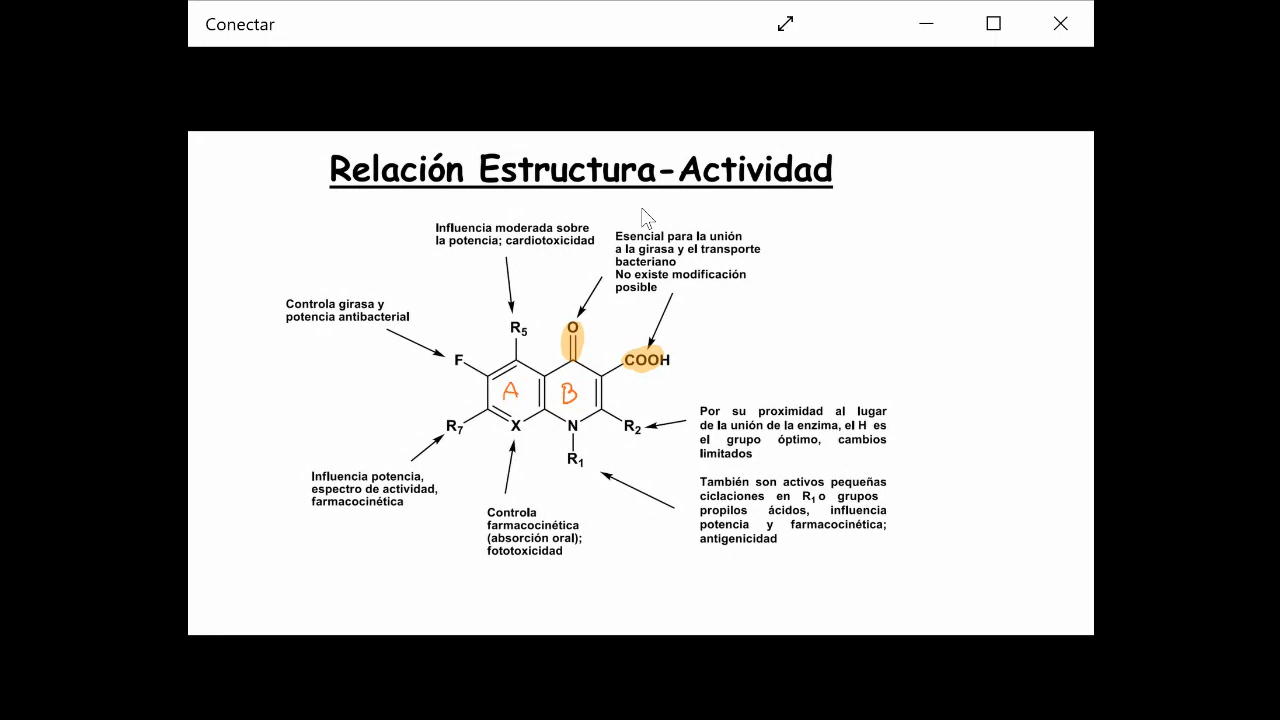 Conectar
Relación Estructura-Actividad
Influencia moderada sobre
la potencia; cardiotoxicidad
Esencial para la unión
a la girasa y el transporte
bacteriano
No existe modificación
posible
Controla girasa y
potencia antibacterial
R5
O
F
COOH
A
B
R7
X
N
R2
R1
Por su proximidad al lugar
de la unión de la enzima, el H es
el grupo óptimo, cambios
limitados
Influencia potencia,
espectro de actividad,
farmacocinética
También son activos pequeñas
ciclaciones en R1 o grupos
propilos ácidos, influencia
potencia y farmacocinética;
antigenicidad
Controla
farmacocinética
(absorción oral);
fototoxicidad